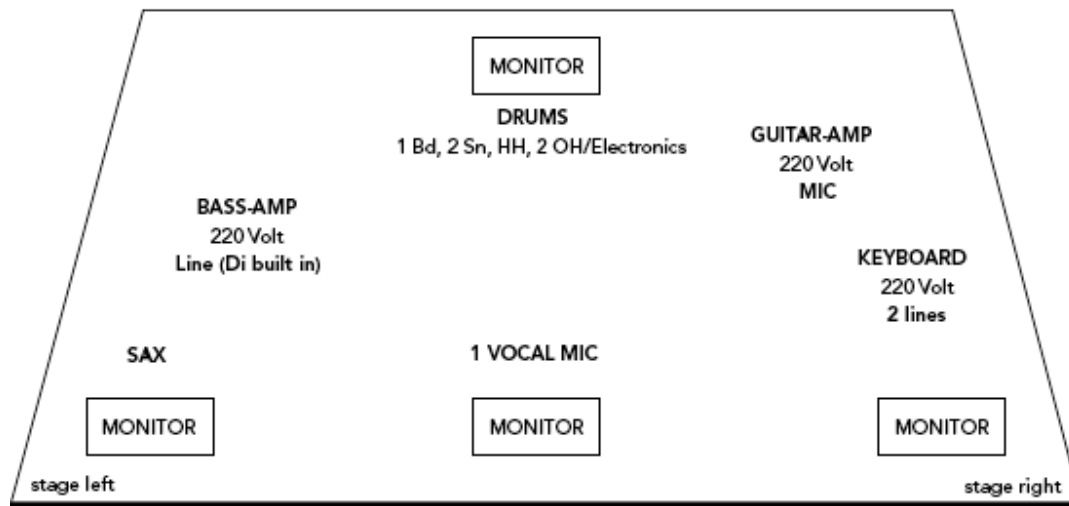 MONITOR
DRUMS
1 Bd, 2 Sn, HH, 2 OH/Electronics
GUITAR-AMP
220 Volt
MIC
BASS-AMP
220 Volt
Line (Di built in)
KEYBOARD
220 Volt
2 lines
SAX
1 VOCAL MIC
MONITOR
MONITOR
MONITOR
stage left
stage right